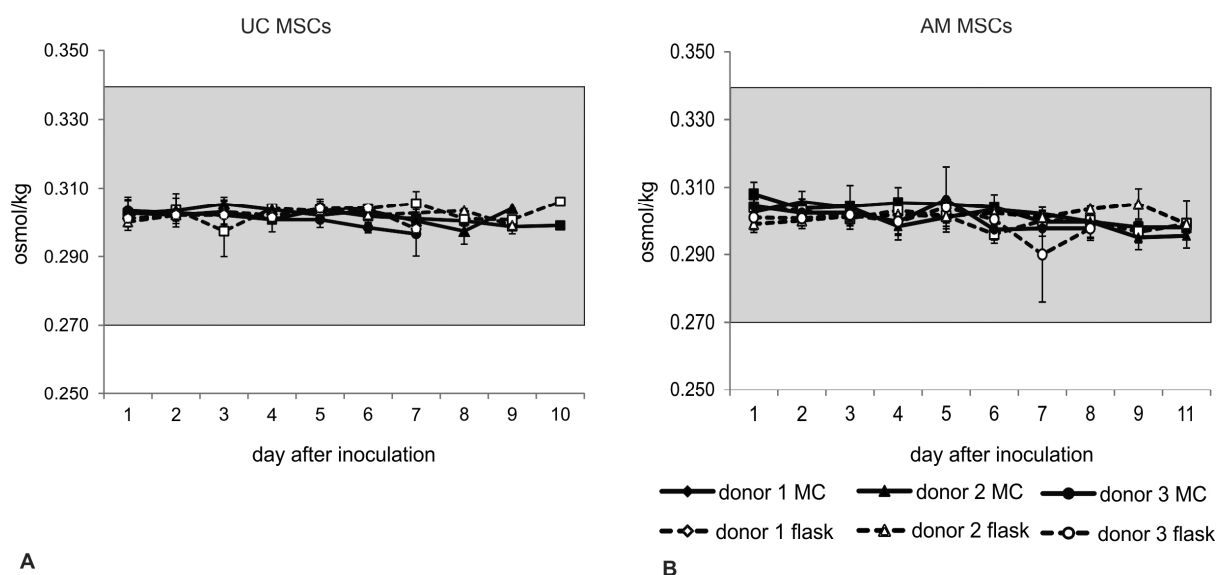 UC MSCs
0.350
0.330
0.310
0.290
0.270
0.250
osmol/kg
1 2 3 4 5 6 7 8 9 10
day after inoculation
A
AM MSCs
0.350
0.330
0.310
0.290
0.270
0.250
osmol/kg
1 2 3 4 5 6 7 8 9 11
day after inoculation
donor 1 MC donor 2 MC donor 3 MC
donor 1 flask donor 2 flask donor 3 flask
B